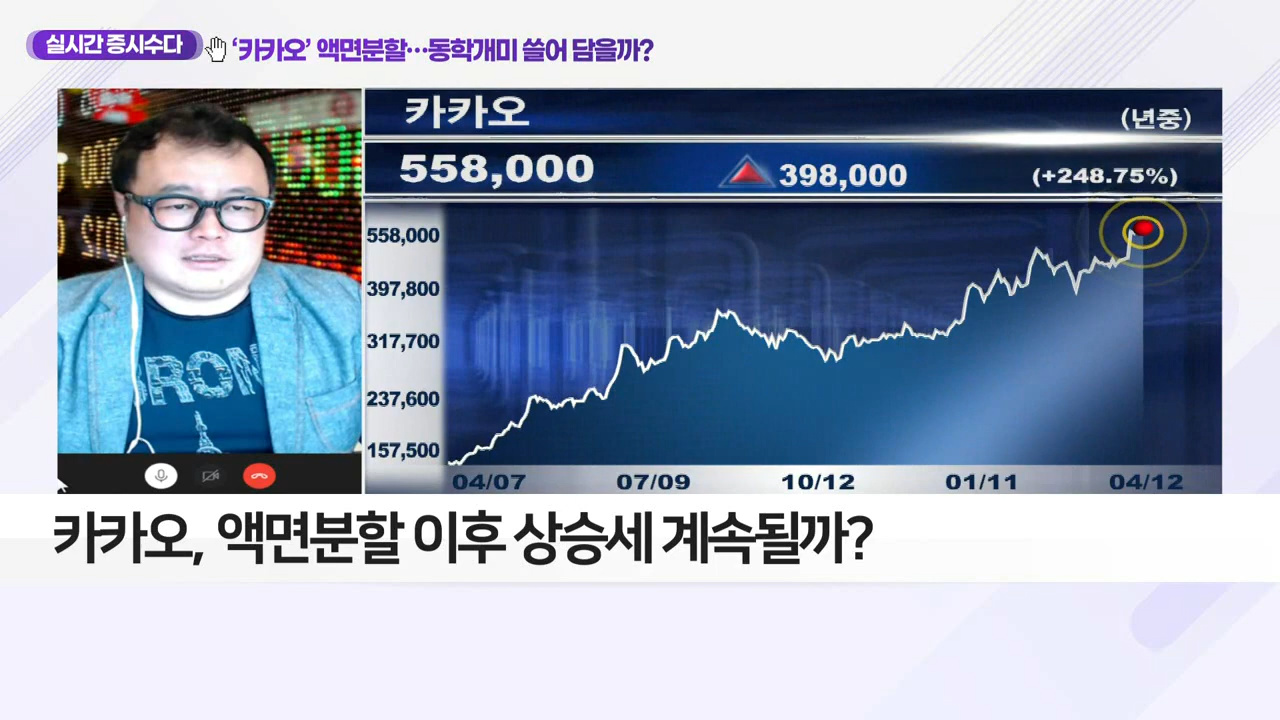 실시간 증시수다
‘카카오’ 액면분할…동학개미 쓸어 담을까?
카카오
(년중)
558,000
398,000
(+248.75%)
558,000
397,800
317,700
237,600
157,500
04/07 07/09 10/12 01/11 04/12
카카오, 액면분할 이후 상승세 계속될까?